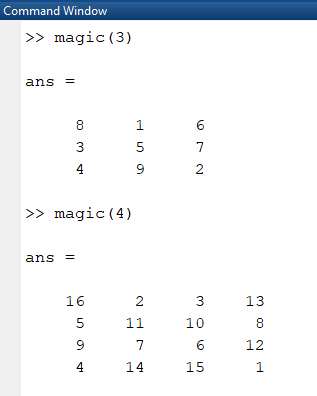 Command Window
>> magic(3)
ans =
8 1 6
3 5 7
4 9 2
>> magic(4)
ans =
16 2 3 13
5 11 10 8
9 7 6 12
4 14 15 1